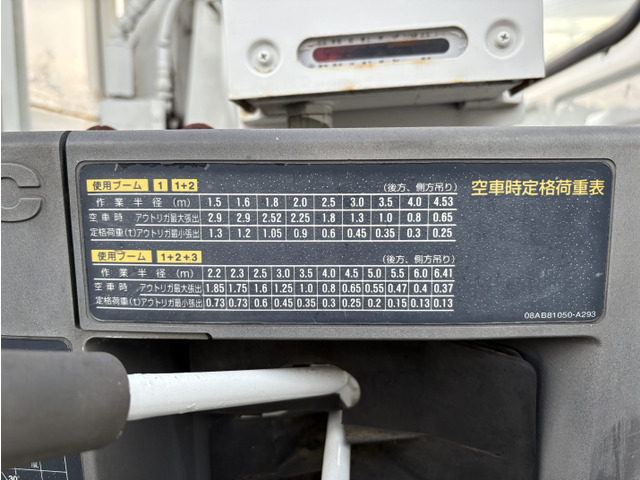 C
使用ブーム 1 1+2 (後方、側方吊り)
空車時定格荷重表
作業半径(m) 1.5 1.6 1.8 2.0 2.5 3.0 3.5 4.0 4.53
空車時 アウトリガ最大張出 2.9 2.9 2.52 2.25 1.8 1.3 1.0 0.8 0.65
定格荷重(t) アウトリガ最小張出 1.3 1.2 1.05 0.9 0.6 0.45 0.35 0.3 0.25
使用ブーム 1+2+3 (後方、側方吊り)
作業半径(m) 2.2 2.3 2.5 3.0 3.5 4.0 4.5 5.0 5.5 6.0 6.41
空車時 アウトリガ最大張出 1.85 1.75 1.6 1.25 1.0 0.8 0.65 0.55 0.47 0.4 0.37
定格荷重(t) アウトリガ最小張出 0.73 0.73 0.6 0.45 0.35 0.3 0.25 0.2 0.15 0.13 0.13
08AB81050-A293
30°